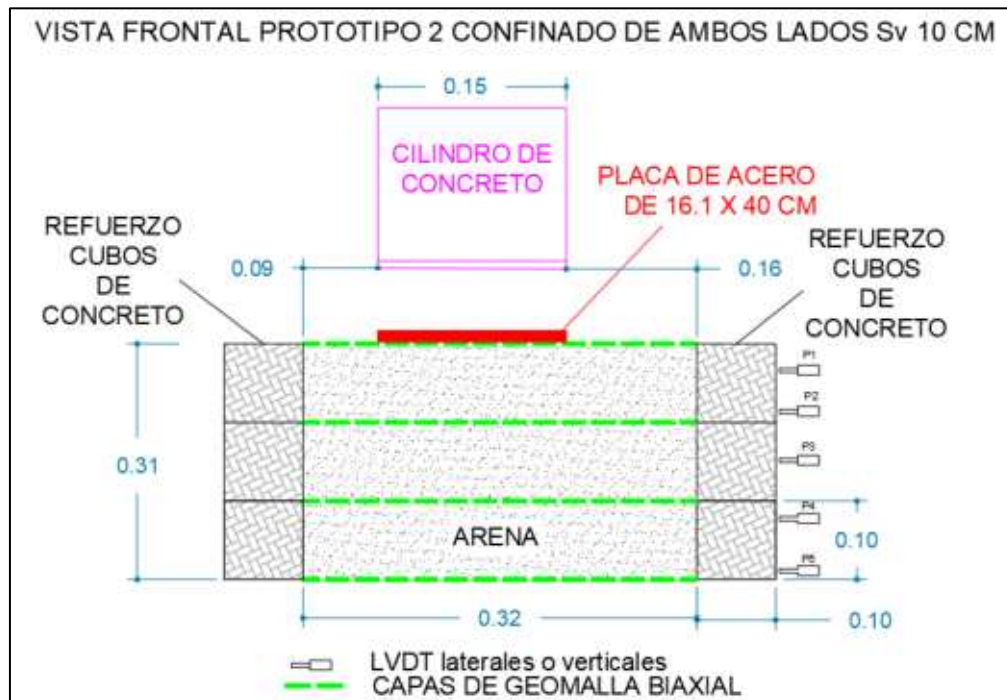 VISTA FRONTAL PROTOTIPO 2 CONFINADO DE AMBOS LADOS Sv 10 CM
0.15
CILINDRO DE
CONCRETO
PLACA DE ACERO
DE 16.1 X 40 CM
REFUERZO
CUBOS
DE
CONCRETO
0.09
0.16
REFUERZO
CUBOS
DE
CONCRETO
P1
P2
P3
P4
P5
0.31
0.10
ARENA
0.32
0.10
LVDT laterales o verticales
CAPAS DE GEOMALLA BIAXIAL